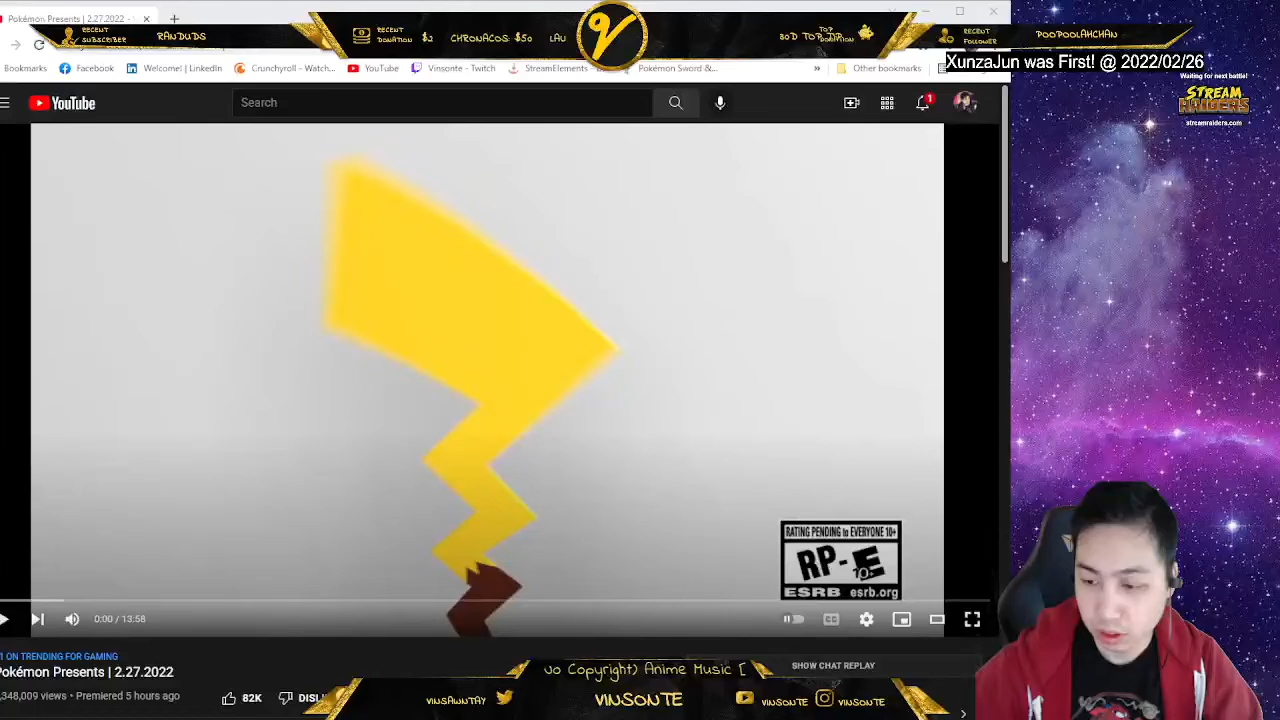 Pokémon Presents | 2.27.2022 -
RECENT SUBSCRIBER
RANDUDS
RECENT DONATION
$2
CHRONACOS: $50
LAU
TOP DONATION
RECENT FOLLOWER
POOPOOLAHCHAN
Bookmarks
Facebook
Welcome! | LinkedIn
Crunchyroll - Watch...
YouTube
Vinsonte - Twitch
StreamElements -
Pokémon Sword &...
»
Other bookmarks
XunzaJun was First! @ 2022/02/26
Waiting for next battle!
STREAM RAIDERS
streamraiders.com
YouTube
Search
1
RATING PENDING to EVERYONE 10+
RP-E
10+
ESRB esrb.org
0:00 / 13:58
1 ON TRENDING FOR GAMING
Pokémon Presents | 2.27.2022
,348,009 views • Premiered 5 hours ago
82K
DISLI
SHOW CHAT REPLAY
Copyright) Anime Music [
VINSAWNTAY
VINSONTE
VINSONTE
VINSONTE